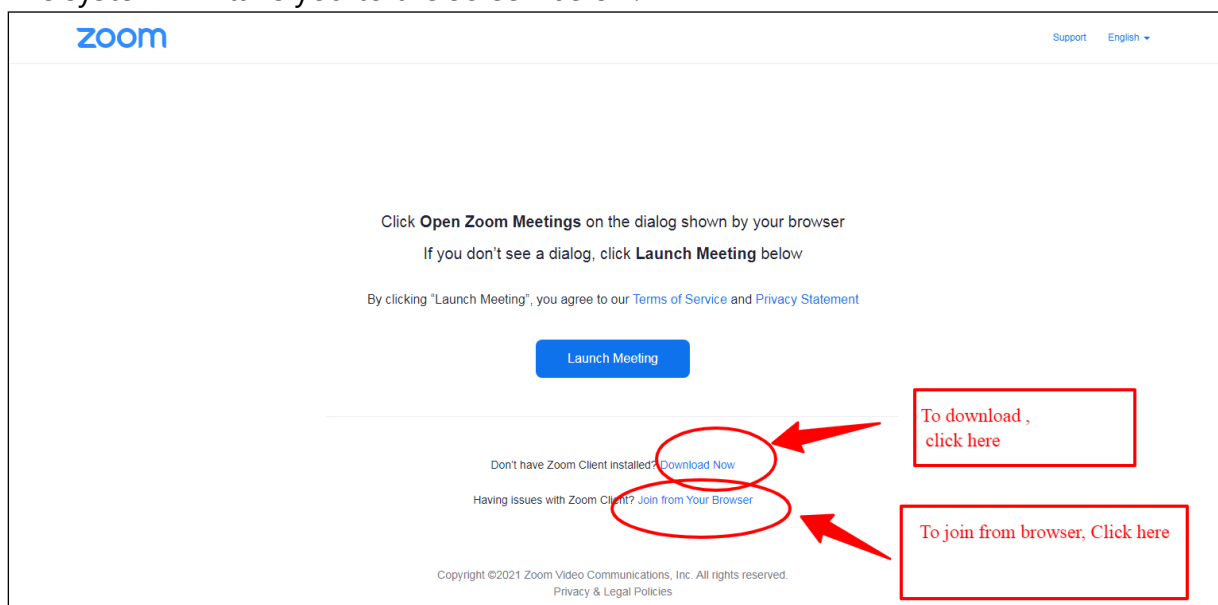 zoom
Support English
Click Open Zoom Meetings on the dialog shown by your browser
If you don't see a dialog, click Launch Meeting below
By clicking "Launch Meeting", you agree to our Terms of Service and Privacy Statement
Launch Meeting
To download ,
click here
Don't have Zoom Client installed? Download Now
Having issues with Zoom Client? Join from Your Browser
To join from browser, Click here
Copyright ©2021 Zoom Video Communications, Inc. All rights reserved.
Privacy & Legal Policies